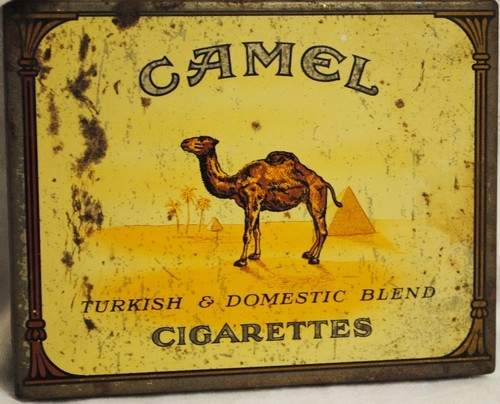 CAMEL
TURKISH & DOMESTIC BLEND
CIGARETTES